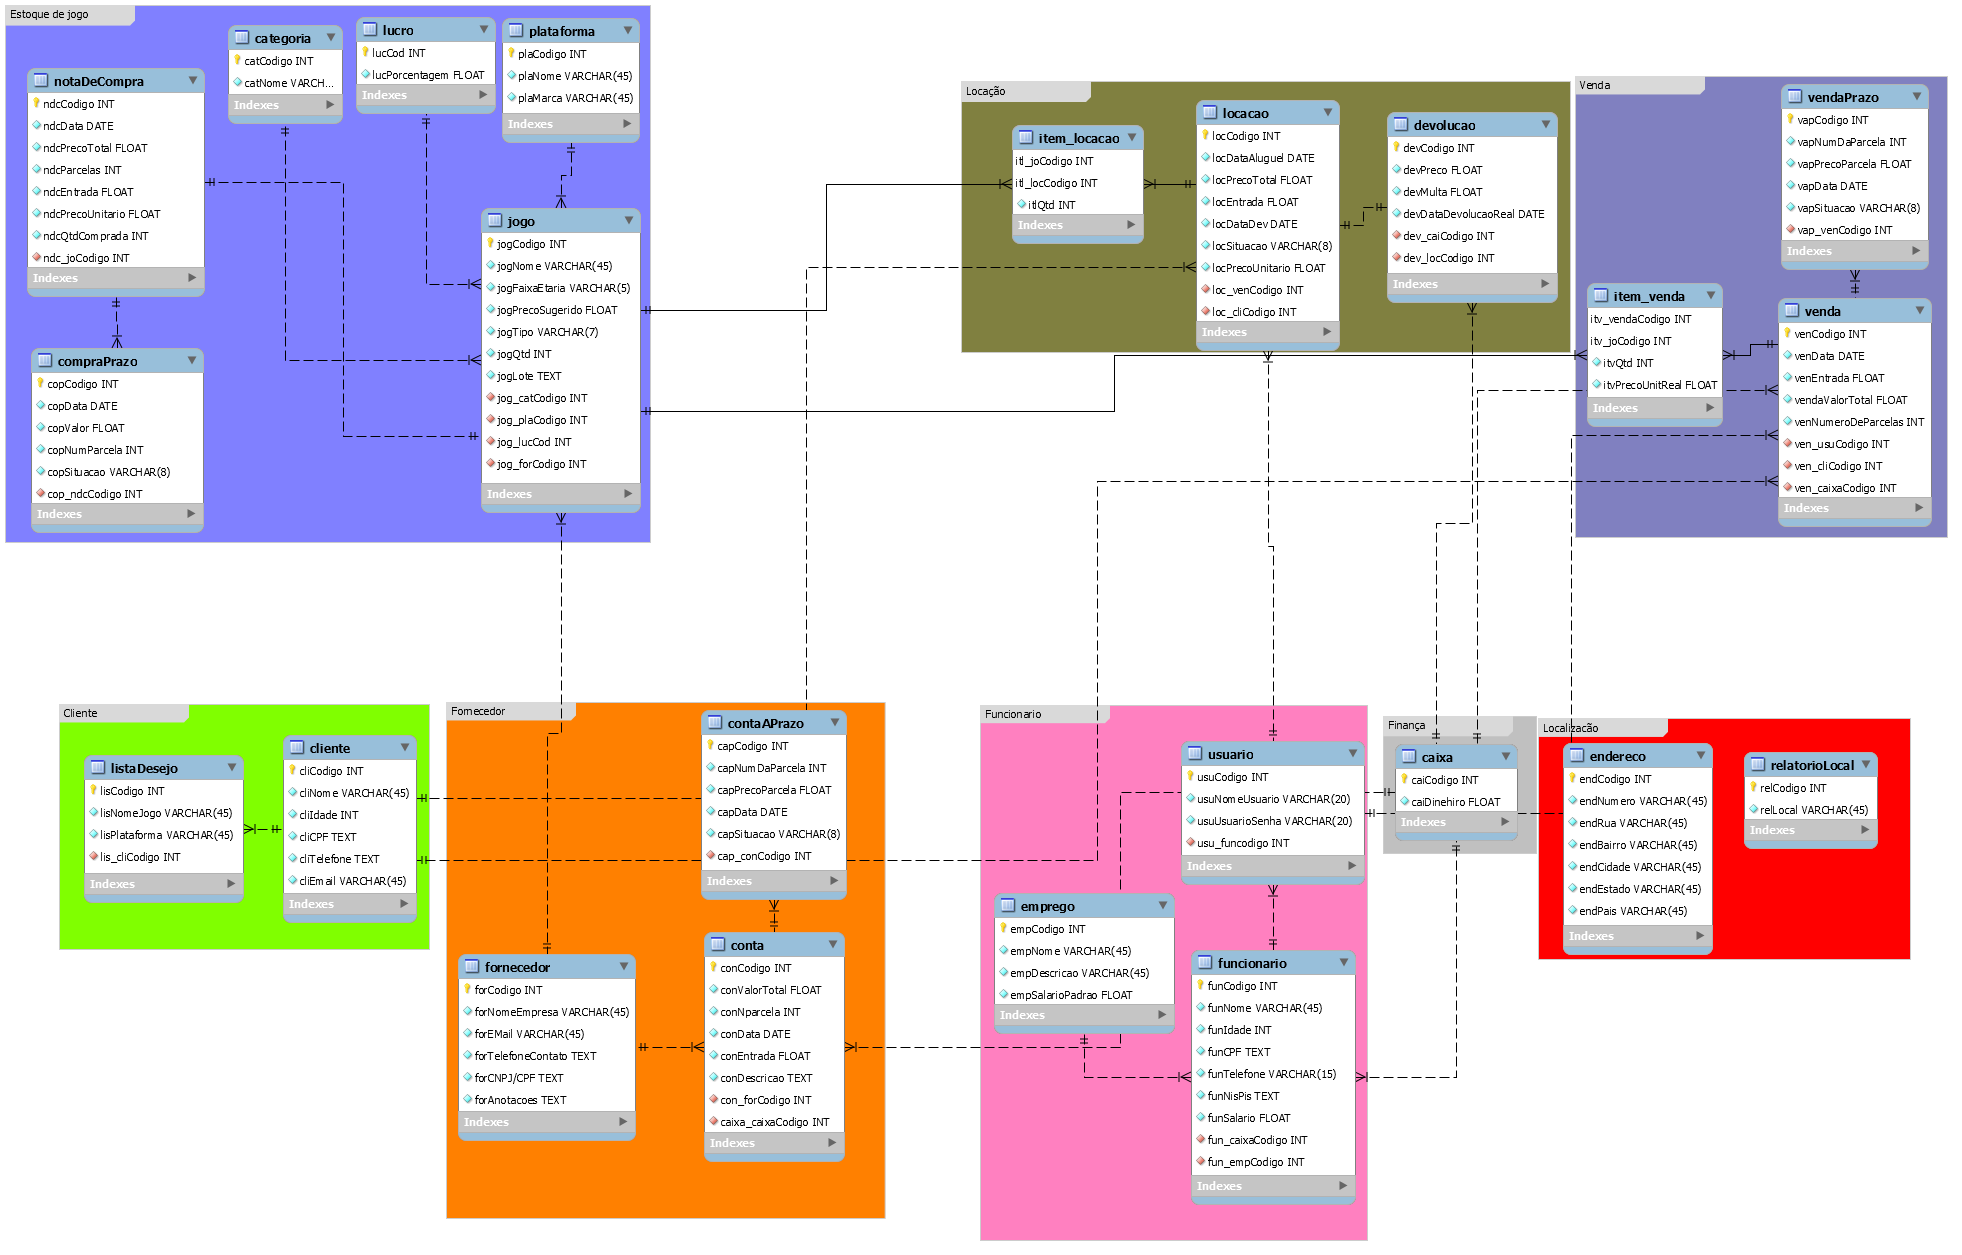 Estoque de jogo
categoria
catCodigo INT
catNome VARCH...
Indexes
lucro
lucCod INT
lucPorcentagem FLOAT
Indexes
plataforma
plaCodigo INT
plaNome VARCHAR(45)
plaMarca VARCHAR(45)
Indexes
notaDeCompra
ndcCodigo INT
ndcData DATE
ndcPrecoTotal FLOAT
ndcParcelas INT
ndcEntrada FLOAT
ndcPrecoUnitario FLOAT
ndcQtdComprada INT
ndc_joCodigo INT
Indexes
compraPrazo
copCodigo INT
copData DATE
copValor FLOAT
copNumParcela INT
copSituacao VARCHAR(8)
cop_ndcCodigo INT
Indexes
jogo
jogCodigo INT
jogNome VARCHAR(45)
jogFaixaEtaria VARCHAR(5)
jogPrecoSugerido FLOAT
jogTipo VARCHAR(7)
jogQtd INT
jogLote TEXT
jog_catCodigo INT
jog_plaCodigo INT
jog_lucCod INT
jog_forCodigo INT
Indexes
Locação
item_locacao
itl_joCodigo INT
itl_locCodigo INT
itlQtd INT
Indexes
locacao
locCodigo INT
locDataAluguel DATE
locPrecoTotal FLOAT
locEntrada FLOAT
locDataDev DATE
locSituacao VARCHAR(8)
locPrecoUnitario FLOAT
loc_venCodigo INT
loc_cliCodigo INT
Indexes
devolucao
devCodigo INT
devPreco FLOAT
devMulta FLOAT
devDataDevolucaoReal DATE
dev_caiCodigo INT
dev_locCodigo INT
Indexes
Venda
vendaPrazo
vapCodigo INT
vapNumDaParcela INT
vapPrecoParcela FLOAT
vapData DATE
vapSituacao VARCHAR(8)
vap_venCodigo INT
Indexes
item_venda
itv_vendaCodigo INT
itv_joCodigo INT
itvQtd INT
itvPrecoUnitReal FLOAT
Indexes
venda
venCodigo INT
venData DATE
venEntrada FLOAT
vendaValorTotal FLOAT
venNumeroDeParcelas INT
ven_usuCodigo INT
ven_cliCodigo INT
ven_caixaCodigo INT
Indexes
Cliente
listaDesejo
lisCodigo INT
lisNomeJogo VARCHAR(45)
lisPlataforma VARCHAR(45)
lis_cliCodigo INT
Indexes
cliente
cliCodigo INT
cliNome VARCHAR(45)
cliIdade INT
cliCPF TEXT
cliTelefone TEXT
cliEmail VARCHAR(45)
Indexes
Fornecedor
contaAPrazo
capCodigo INT
capNumDaParcela INT
capPrecoParcela FLOAT
capData DATE
capSituacao VARCHAR(8)
cap_conCodigo INT
Indexes
fornecedor
forCodigo INT
forNomeEmpresa VARCHAR(45)
forEMail VARCHAR(45)
forTelefoneContato TEXT
forCNPJ/CPF TEXT
forAnotacoes TEXT
Indexes
conta
conCodigo INT
conValorTotal FLOAT
conNparcela INT
conData DATE
conEntrada FLOAT
conDescricao TEXT
con_forCodigo INT
caixa_caixaCodigo INT
Indexes
Funcionario
usuario
usuCodigo INT
usuNomeUsuario VARCHAR(20)
usuUsuarioSenha VARCHAR(20)
usu_funcodigo INT
Indexes
emprego
empCodigo INT
empNome VARCHAR(45)
empDescricao VARCHAR(45)
empSalarioPadrao FLOAT
Indexes
funcionario
funCodigo INT
funNome VARCHAR(45)
funIdade INT
funCPF TEXT
funTelefone VARCHAR(15)
funNisPis TEXT
funSalario FLOAT
fun_caixaCodigo INT
fun_empCodigo INT
Indexes
Finança
caixa
caiCodigo INT
caiDinehiro FLOAT
Indexes
Localização
endereco
endCodigo INT
endNumero VARCHAR(45)
endRua VARCHAR(45)
endBairro VARCHAR(45)
endCidade VARCHAR(45)
endEstado VARCHAR(45)
endPais VARCHAR(45)
Indexes
relatorioLocal
relCodigo INT
relLocal VARCHAR(45)
Indexes